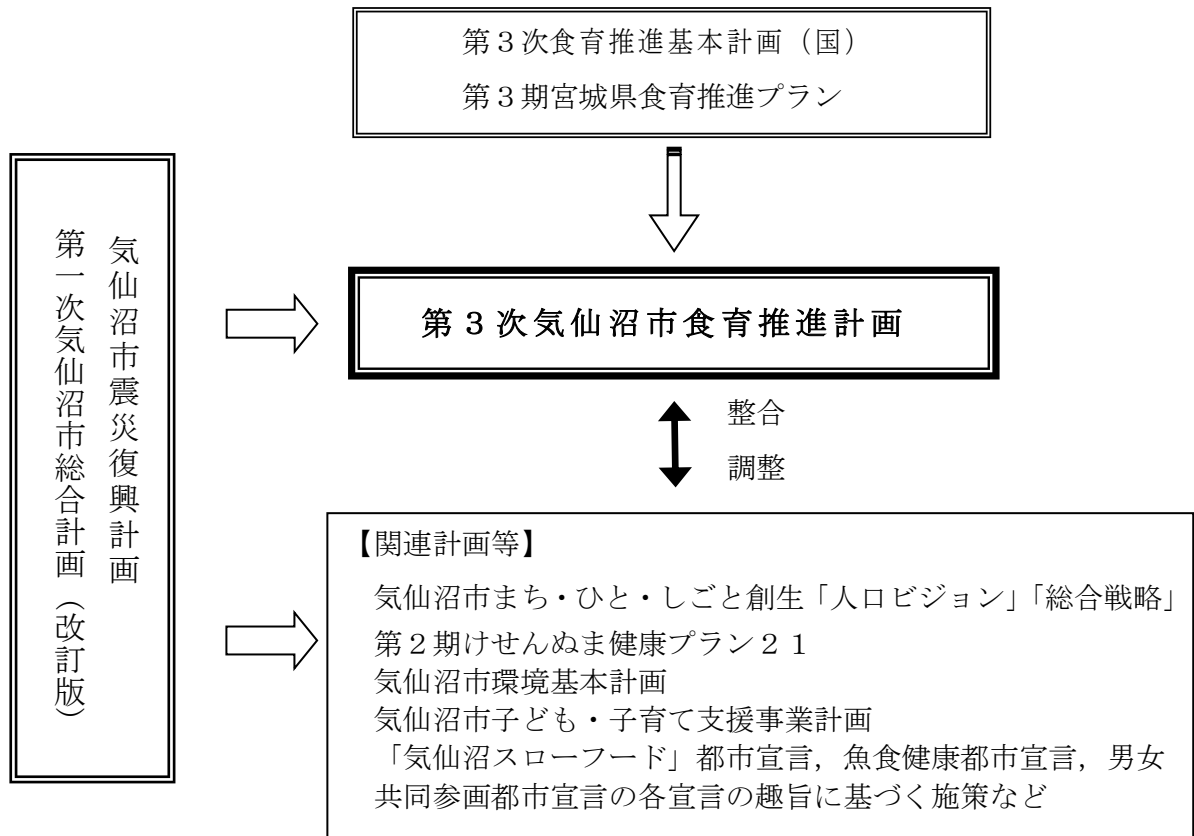 第３次食育推進基本計画（国）
第３期宮城県食育推進プラン
気仙沼市震災復興計画
第一次気仙沼市総合計画（改訂版）
第３次気仙沼市食育推進計画
整合
調整
【関連計画等】
気仙沼市まち・ひと・しごと創生「人口ビジョン」「総合戦略」
第２期けせんぬま健康プラン２１
気仙沼市環境基本計画
気仙沼市子ども・子育て支援事業計画
「気仙沼スローフード」都市宣言，魚食健康都市宣言，男女
共同参画都市宣言の各宣言の趣旨に基づく施策など